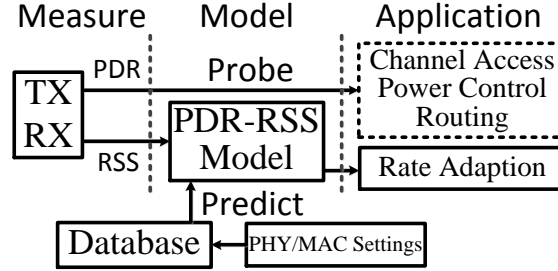 Measure Model Application
PDR Probe
TX
RX
RSS
PDR-RSS
Model
Channel Access
Power Control
Routing
Rate Adaption
Predict
Database
PHY/MAC Settings